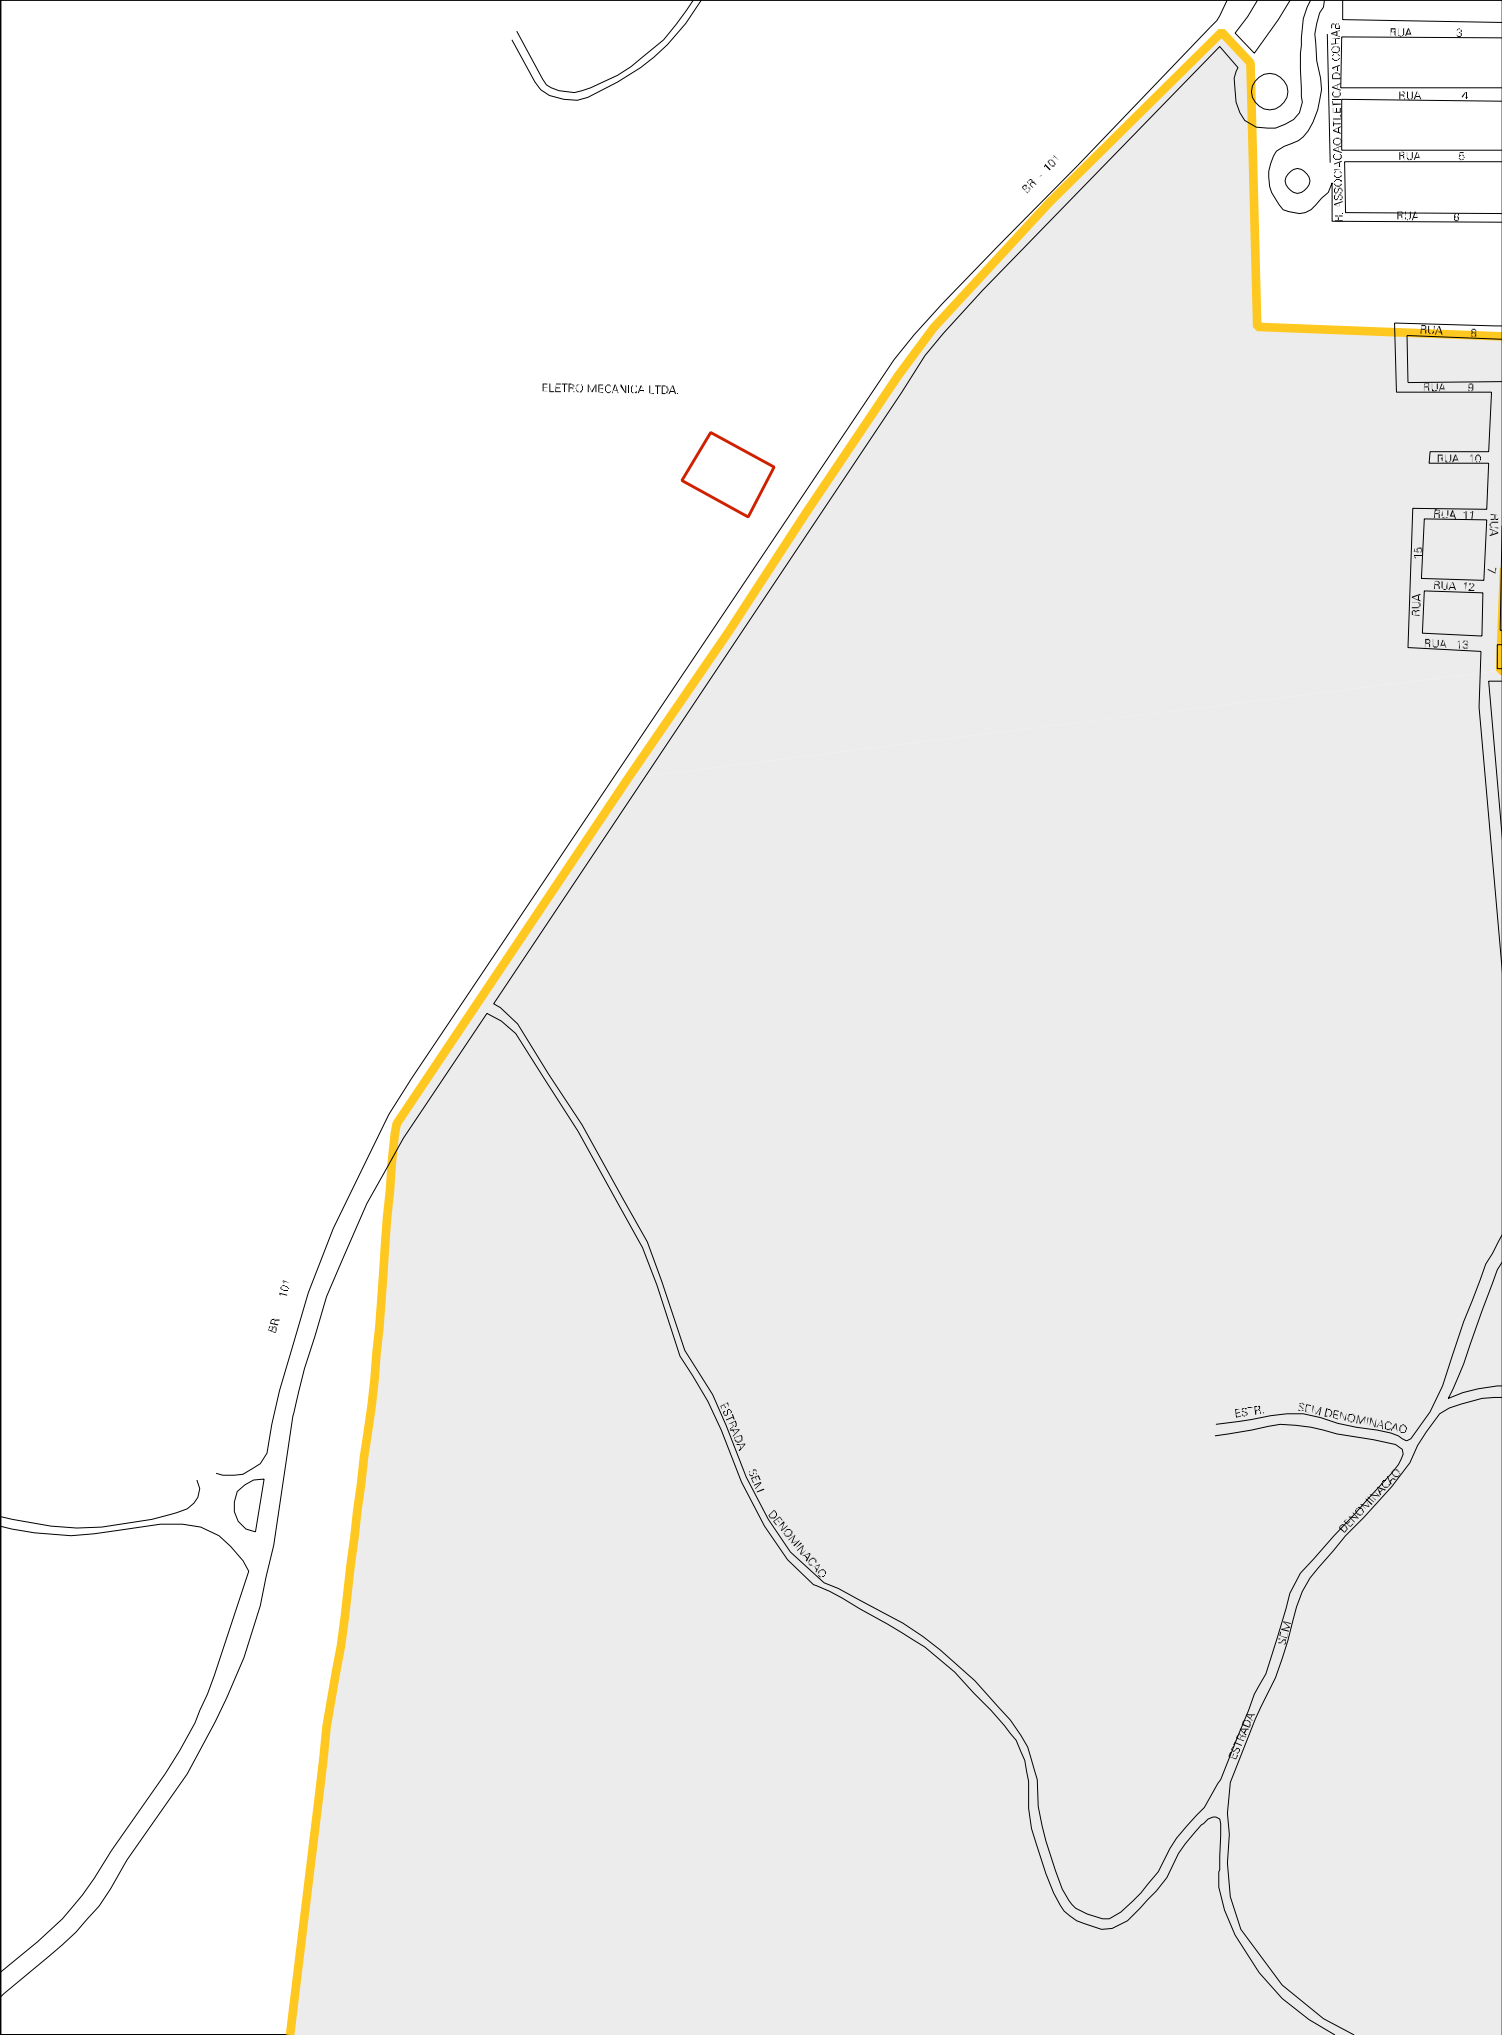 RUA 3
H. ASSOCIACAO ATLETICA DA COHAB
RUA 4
RUA 5
BR - 101
RUA 6
RUA 8
ELETRO MECANICA LTDA.
RUA 9
RUA 10
RUA 11
RUA 7
RUA 15
RUA 12
RUA 13
BR 101
ESTRADA SEM DENOMINACAO
ESTR. SEM DENOMINACAO
ESTRADA SEM DENOMINACAO